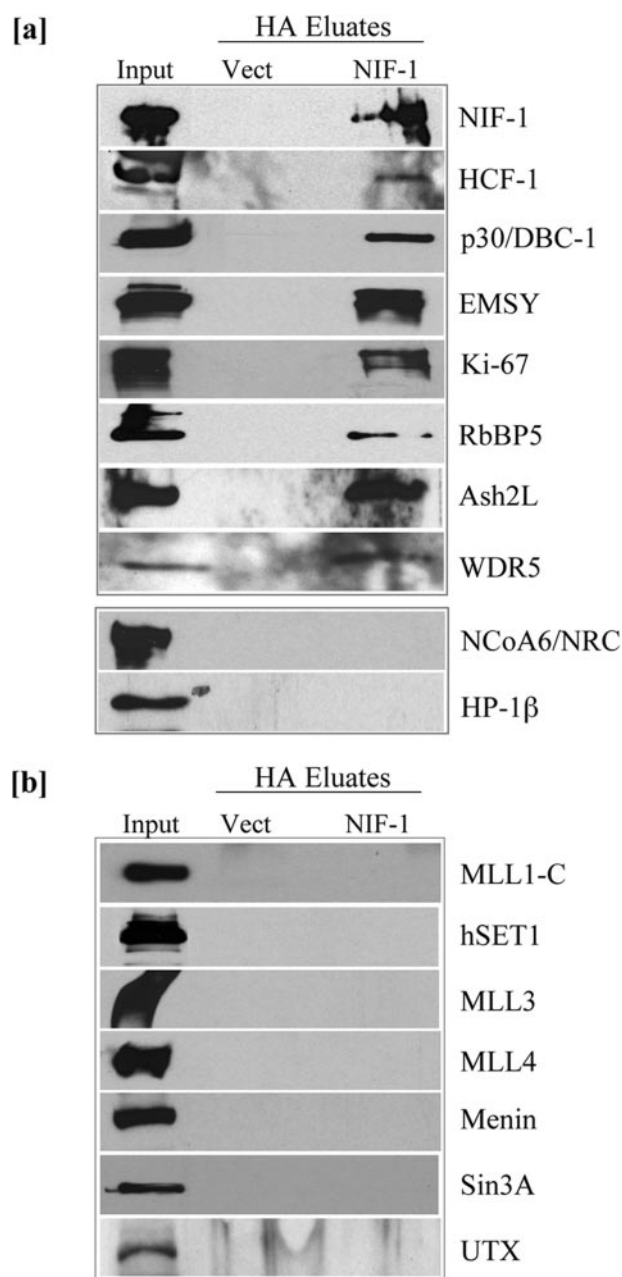 [a]
HA Eluates
Input Vect NIF-1
NIF-1
HCF-1
p30/DBC-1
EMSY
Ki-67
RbBP5
Ash2L
WDR5
NCoA6/NRC
HP-1β
[b]
HA Eluates
Input Vect NIF-1
MLL1-C
hSET1
MLL3
MLL4
Menin
Sin3A
UTX